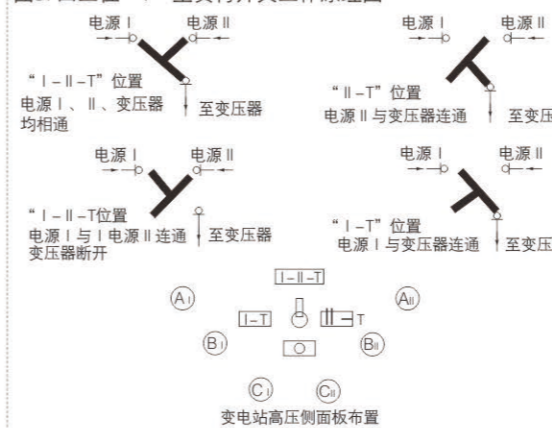 电源Ⅰ 电源Ⅱ
电源Ⅰ 电源Ⅱ
“Ⅰ–Ⅱ–T”位置
电源Ⅰ、Ⅱ、变压器
均相通
至变压器
“Ⅱ–T”位置
电源Ⅱ与变压器连通
至变压
电源Ⅰ 电源Ⅱ
电源Ⅰ 电源Ⅱ
“Ⅰ–Ⅱ–T位置
电源Ⅰ与Ⅰ电源Ⅱ连通
变压器断开
至变压器
“Ⅰ–T”位置
电源Ⅰ与变压器连通
至变压
Ⅰ–Ⅱ–T
AⅠ AⅡ
Ⅰ–T Ⅱ–T
BⅠ BⅡ
CⅠ CⅡ
变电站高压侧面板布置